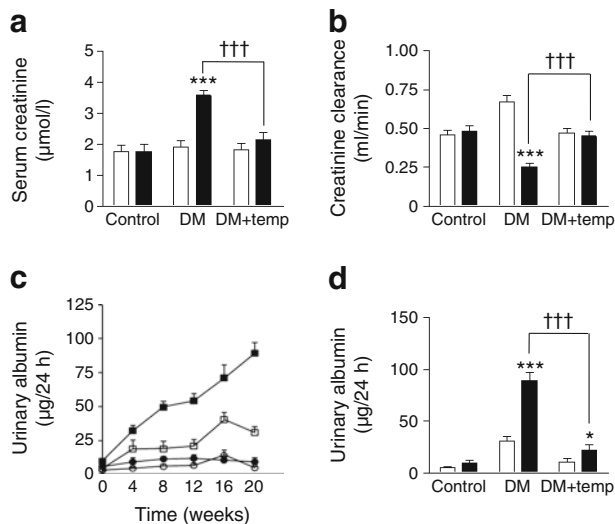 a
Serum creatinine
(μmol/l)
5
4
3
2
1
0
***
†††
Control DM DM+temp
b
Creatinine clearance
(ml/min)
1.00
0.75
0.50
0.25
0
***
†††
Control DM DM+temp
c
Urinary albumin
(μg/24 h)
125
100
75
50
25
0
0 4 8 12 16 20
Time (weeks)
d
Urinary albumin
(μg/24 h)
150
100
50
0
***
†††
*
Control DM DM+temp